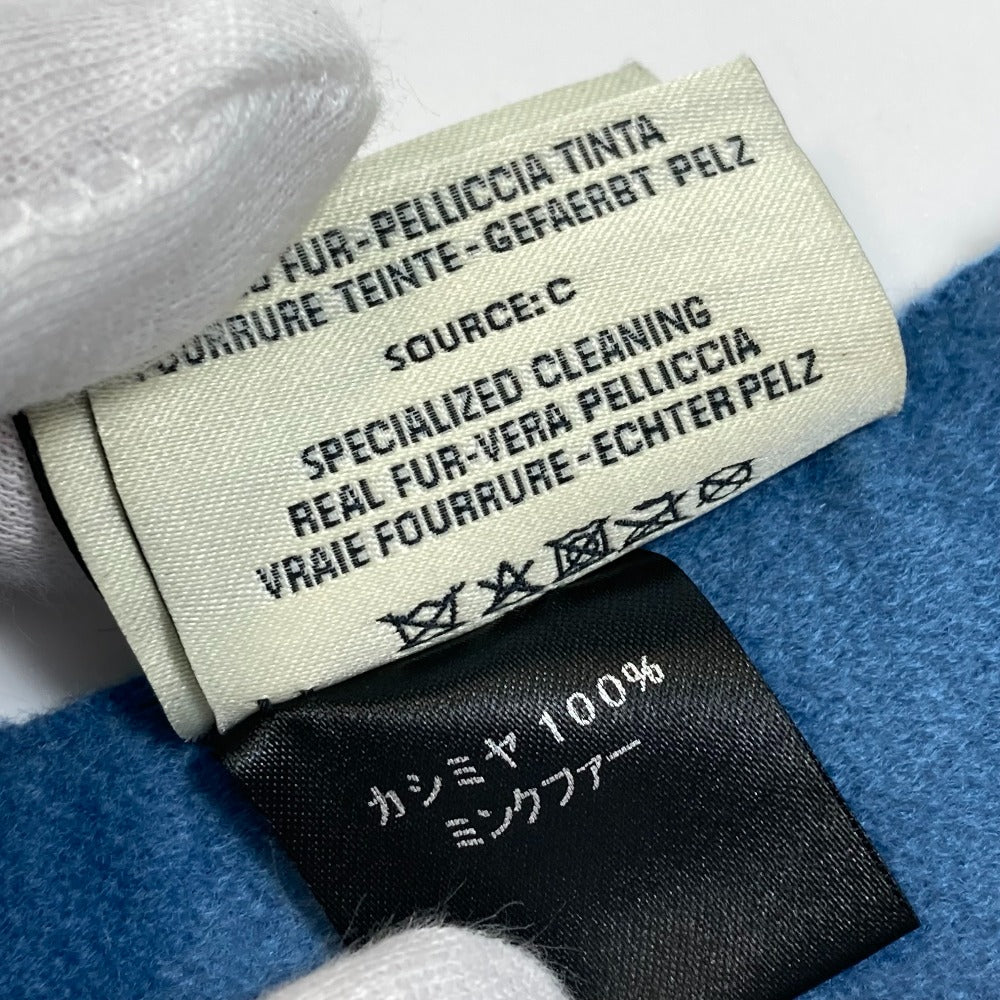 FUR-PELLICCIA TINTA
FOURRURE TEINTE-GEFAERBT PELZ
SOURCE: C
SPECIALIZED CLEANING
REAL FUR-VERA PELLICCIA
VRAIE FOURRURE-ECHTER PELZ
カシミヤ 100%
ミンクファー